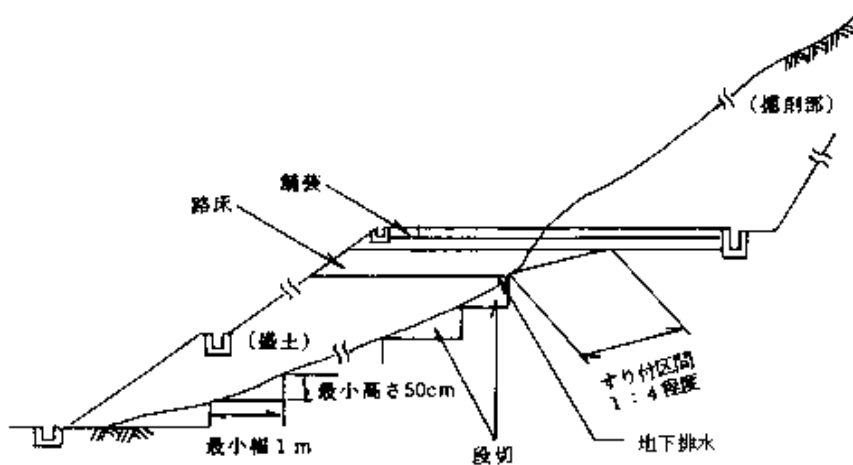 (掘削部)
舗装
路床
(盛土)
最小高さ50cm
最小幅1m
段切
地下排水
すり付区間
1:4程度